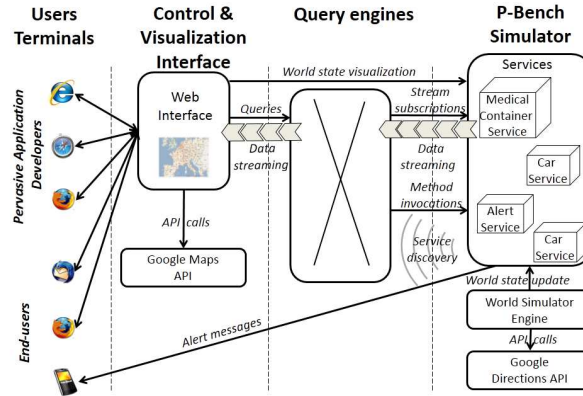 Users
Terminals
Control &
Visualization
Interface
Query engines
P-Bench
Simulator
Pervasive Application
Developers
End-users
Web
Interface
World state visualization
Queries
Data
streaming
Stream
subscriptions
Data
streaming
Method
invocations
Service
discovery
Services
Medical
Container
Service
Car
Service
Alert
Service
Car
Service
API calls
Google Maps
API
World state update
World Simulator
Engine
API calls
Google
Directions API
Alert messages